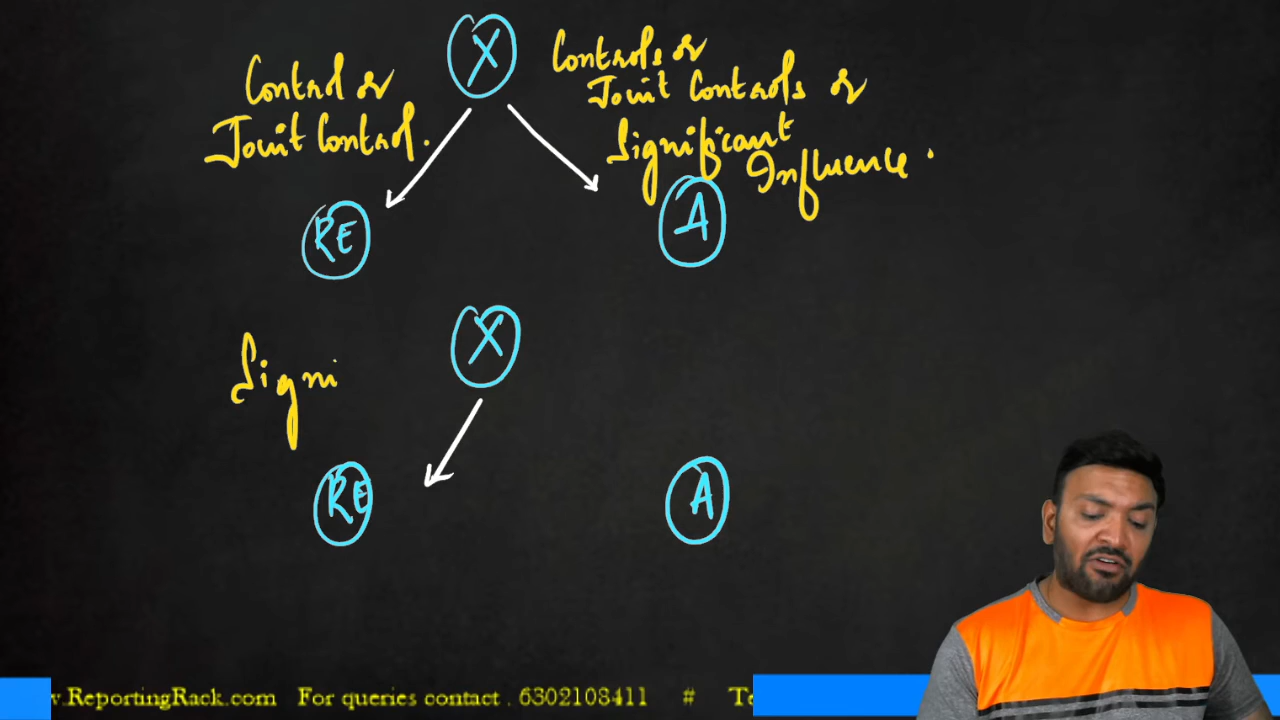 X
Control or
Joint Control.
Controls or
Joint Controls or
Significant
Influence.
RE
A
X
Signi
RE
A
w.ReportingRack.com For queries contact . 6302108411 # Te